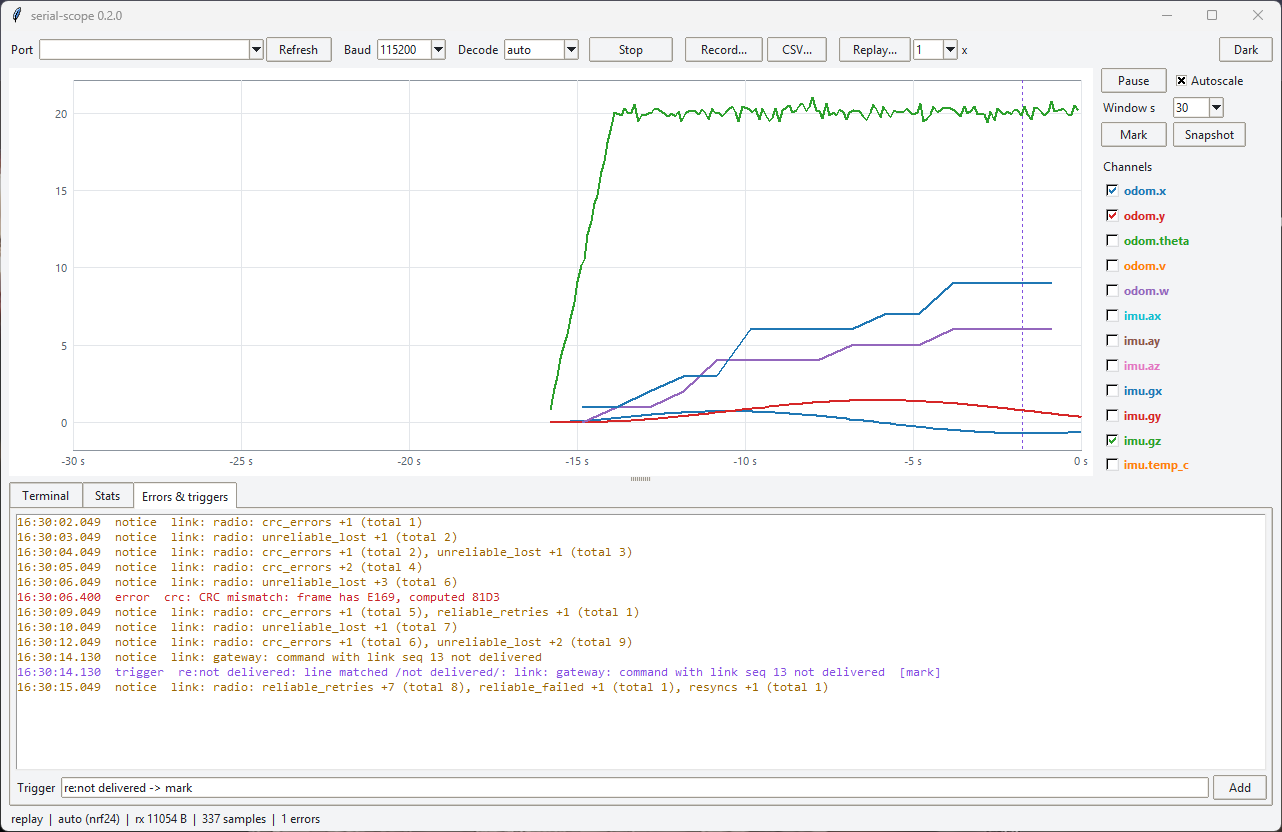 serial-scope 0.2.0
Port Refresh Baud 115200 Decode auto Stop Record... CSV... Replay... 1 x Dark
Pause Autoscale
Window s 30
Mark Snapshot
Channels
odom.x
odom.y
odom.theta
odom.v
odom.w
imu.ax
imu.ay
imu.az
imu.gx
imu.gy
imu.gz
imu.temp_c
20
15
10
5
0
-30 s -25 s -20 s -15 s -10 s -5 s 0 s
Terminal Stats Errors & triggers
16:30:02.049 notice link: radio: crc_errors +1 (total 1)
16:30:03.049 notice link: radio: unreliable_lost +1 (total 2)
16:30:04.049 notice link: radio: crc_errors +1 (total 2), unreliable_lost +1 (total 3)
16:30:05.049 notice link: radio: crc_errors +2 (total 4)
16:30:06.049 notice link: radio: unreliable_lost +3 (total 6)
16:30:06.400 error crc: CRC mismatch: frame has E169, computed 81D3
16:30:09.049 notice link: radio: crc_errors +1 (total 5), reliable_retries +1 (total 1)
16:30:10.049 notice link: radio: unreliable_lost +1 (total 7)
16:30:12.049 notice link: radio: crc_errors +1 (total 6), unreliable_lost +2 (total 9)
16:30:14.130 notice link: gateway: command with link seq 13 not delivered
16:30:14.130 trigger re:not delivered: line matched /not delivered/: link: gateway: command with link seq 13 not delivered [mark]
16:30:15.049 notice link: radio: reliable_retries +7 (total 8), reliable_failed +1 (total 1), resyncs +1 (total 1)
Trigger re:not delivered -> mark Add
replay | auto (nrf24) | rx 11054 B | 337 samples | 1 errors